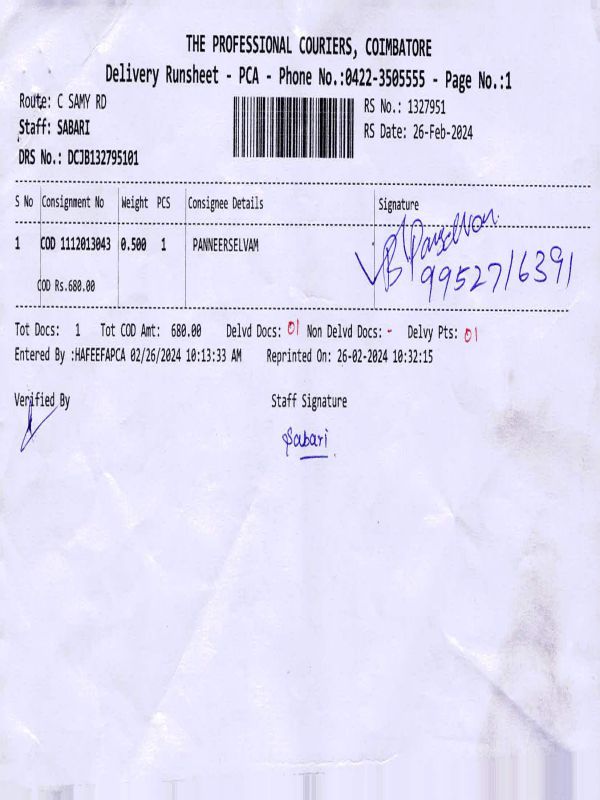 THE PROFESSIONAL COURIERS, COIMBATORE
Delivery Runsheet - PCA - Phone No.:0422-3505555 - Page No.:1
Route: C SAMY RD
Staff: SABARI
DRS No.: DCJB132795101
RS No.: 1327951
RS Date: 26-Feb-2024
S No Consignment No Weight PCS Consignee Details Signature
1 COD 1112013043 0.500 1 PANNEERSELVAM
9952716391
COD Rs.680.00
Tot Docs: 1 Tot COD Amt: 680.00 Delvd Docs: 01 Non Delvd Docs: - Delvy Pts: 01
Entered By :HAFEEFAPCA 02/26/2024 10:13:33 AM Reprinted On: 26-02-2024 10:32:15
Verified By Staff Signature
Sabari